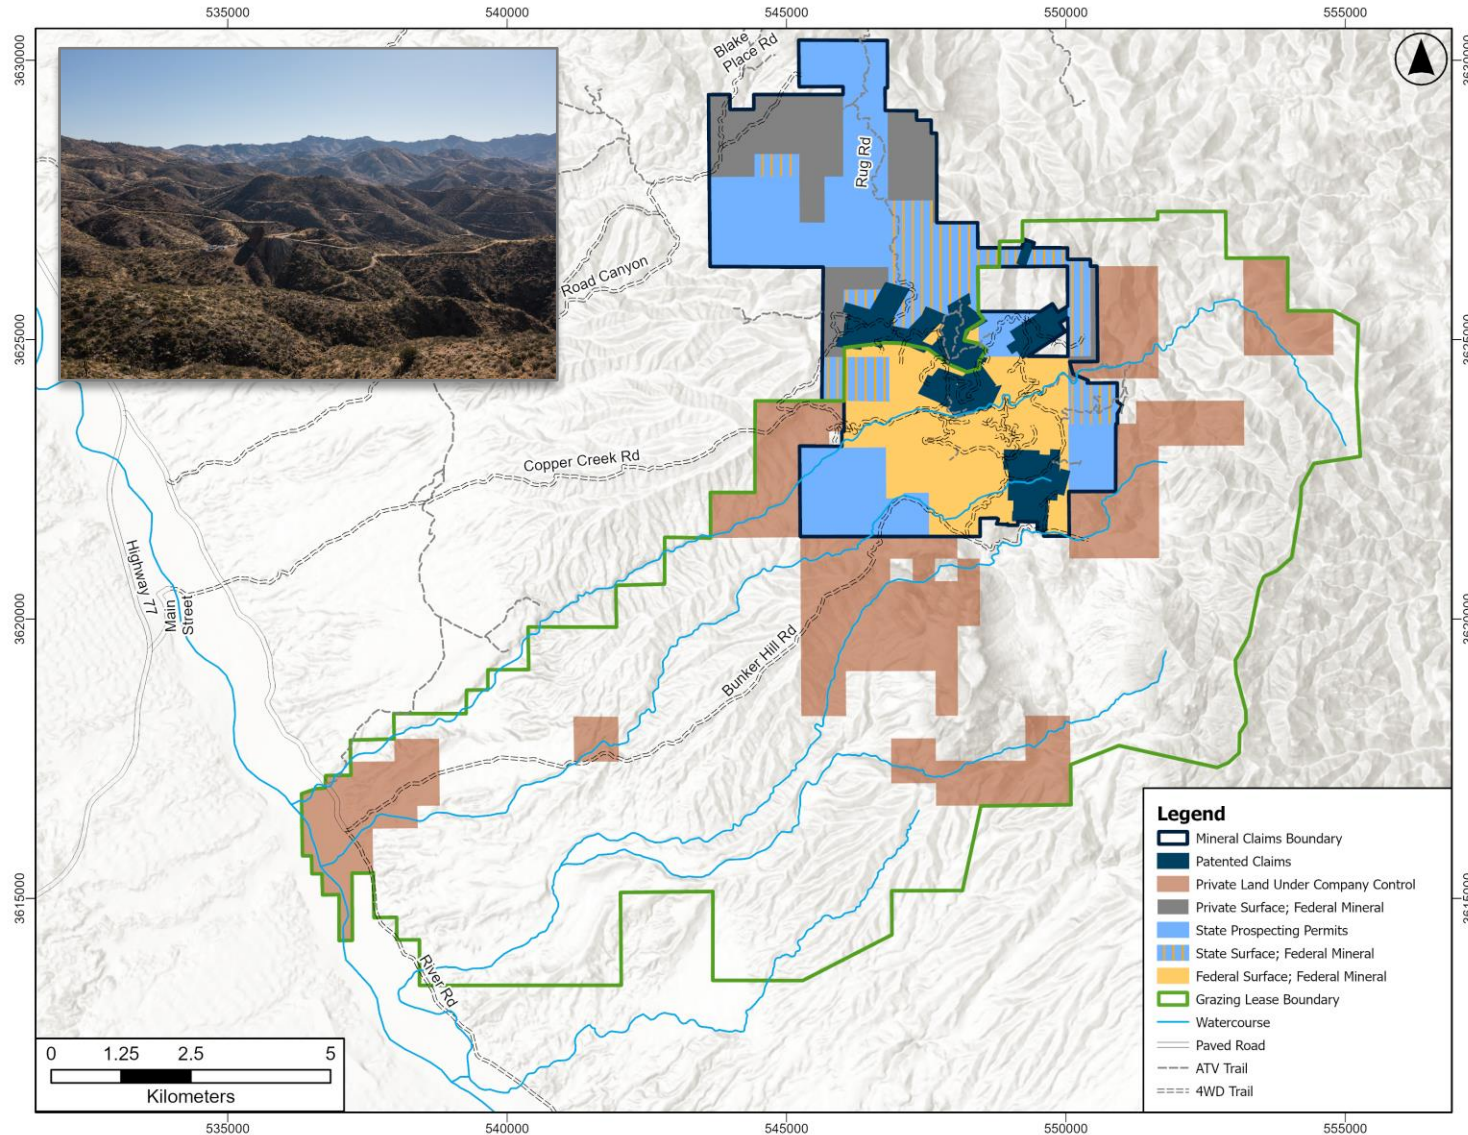 535000
540000
545000
550000
555000
3630000
3630000
Blake
Place Rd
Rug Rd
Road Canyon
3625000
3625000
Copper Creek Rd
Highway 77
Main
Street
3620000
3620000
Bunker Hill Rd
3615000
3615000
River Rd
Legend
Mineral Claims Boundary
Patented Claims
Private Land Under Company Control
Private Surface; Federal Mineral
State Prospecting Permits
State Surface; Federal Mineral
Federal Surface; Federal Mineral
Grazing Lease Boundary
Watercourse
Paved Road
ATV Trail
4WD Trail
0 1.25 2.5 5
Kilometers
535000
540000
545000
550000
555000